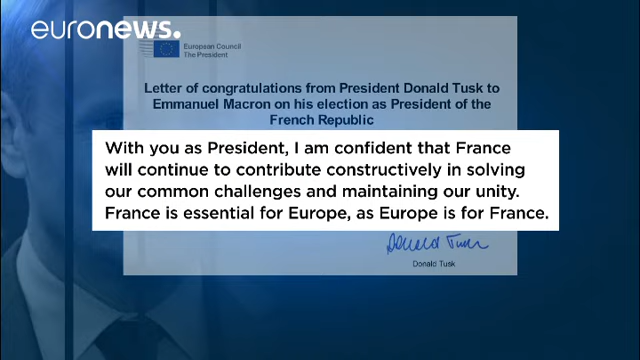 euronews.
European Council
The President
Letter of congratulations from President Donald Tusk to
Emmanuel Macron on his election as President of the
French Republic
With you as President, I am confident that France
will continue to contribute constructively in solving
our common challenges and maintaining our unity.
France is essential for Europe, as Europe is for France.
Donald Tusk
Donald Tusk